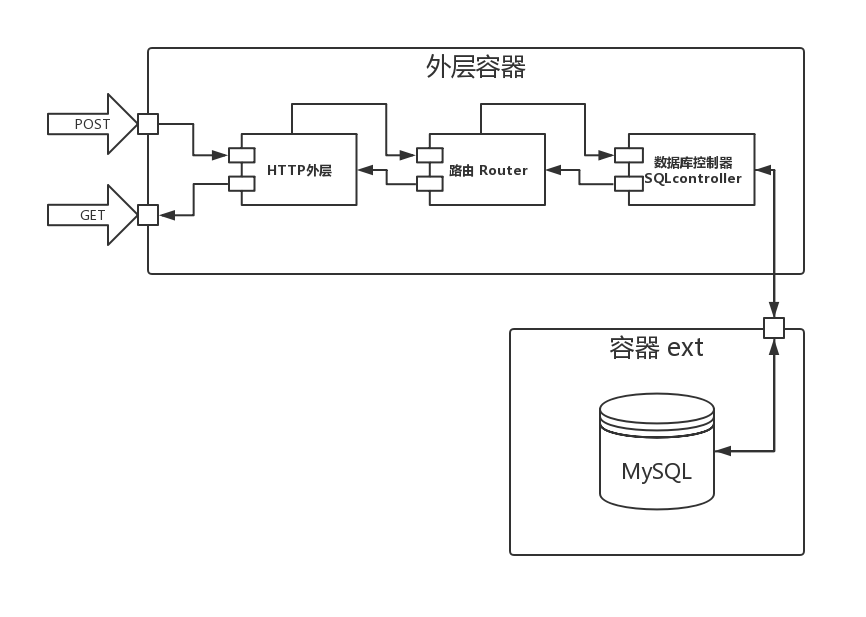 外层容器
POST
HTTP外层
路由 Router
数据库控制器
SQLcontroller
GET
容器 ext
MySQL